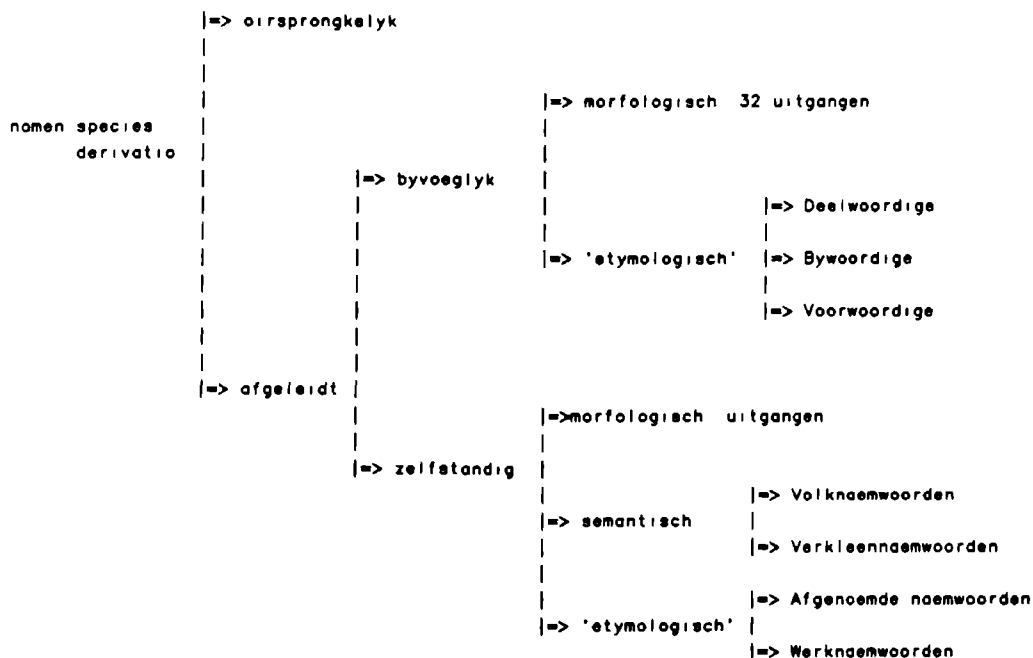 |=> oirsprongkelyk
|=> morfologisch 32 uitgangen
nomen species
derivatio
|=> byvoeglyk
|=> Deelwoordige
|=> 'etymologisch' |=> Bywoordige
|=> Voorwoordige
|=> afgeleidt
|=>morfologisch uitgangen
|=> zelfstandig
|=> Volknaemwoorden
|=> semantisch
|=> Verkleennaemwoorden
|=> Afgenoemde naemwoorden
|=> 'etymologisch'
|=> Werknaemwoorden